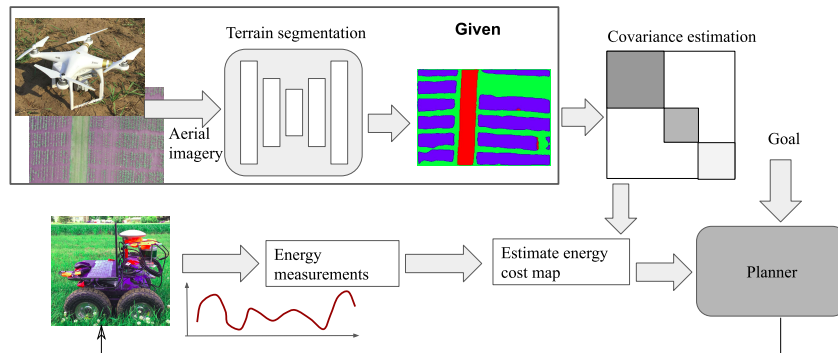 Terrain segmentation
Given
Covariance estimation
Aerial
imagery
Goal
Energy
measurements
Estimate energy
cost map
Planner